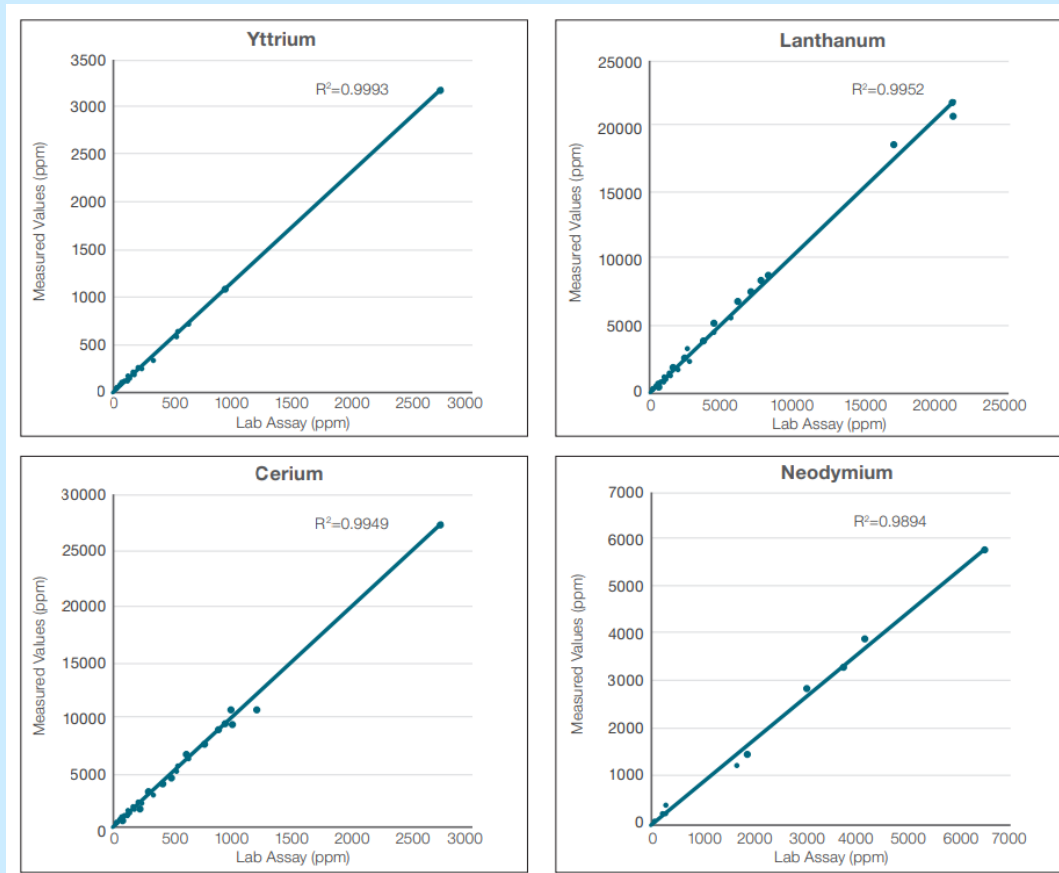 Yttrium
R²=0.9993
3500
3000
2500
2000
1500
1000
500
0
Measured Values (ppm)
0 500 1000 1500 2000 2500 3000
Lab Assay (ppm)
Lanthanum
R²=0.9952
25000
20000
15000
10000
5000
0
Measured Values (ppm)
0 5000 10000 15000 20000 25000
Lab Assay (ppm)
Cerium
R²=0.9949
30000
25000
20000
15000
10000
5000
0
Measured Values (ppm)
0 500 1000 1500 2000 2500 3000
Lab Assay (ppm)
Neodymium
R²=0.9894
7000
6000
5000
4000
3000
2000
1000
0
Measured Values (ppm)
0 1000 2000 3000 4000 5000 6000 7000
Lab Assay (ppm)